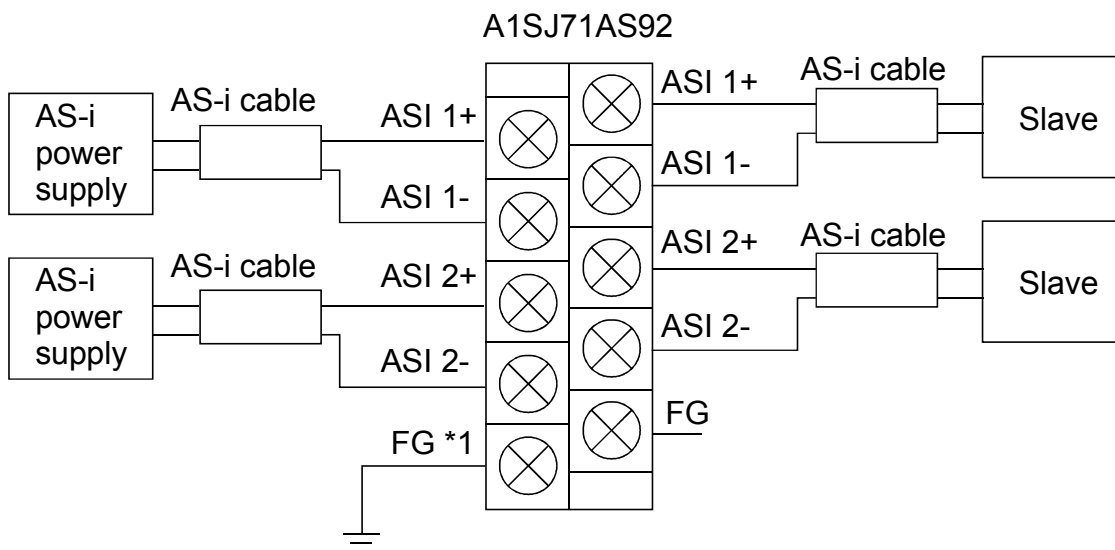 A1SJ71AS92
AS-i
power
supply
AS-i cable
ASI 1+
ASI 1-
AS-i
power
supply
AS-i cable
ASI 2+
ASI 2-
FG *1
ASI 1+
ASI 1-
AS-i cable
Slave
ASI 2+
ASI 2-
AS-i cable
Slave
FG